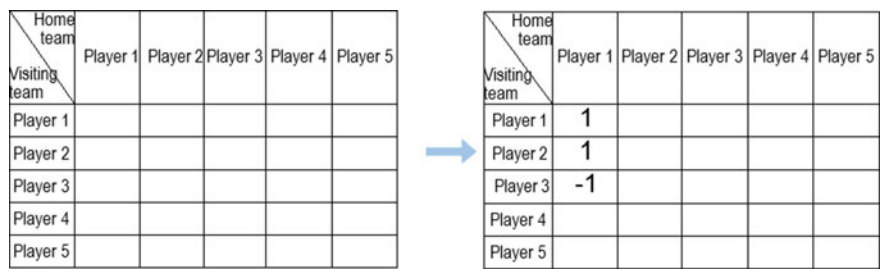 Home
team
Visiting
team
Player 1 Player 2 Player 3 Player 4 Player 5
Player 1
Player 2
Player 3
Player 4
Player 5
Home
team
Visiting
team
Player 1 Player 2 Player 3 Player 4 Player 5
Player 1 1
Player 2 1
Player 3 -1
Player 4
Player 5